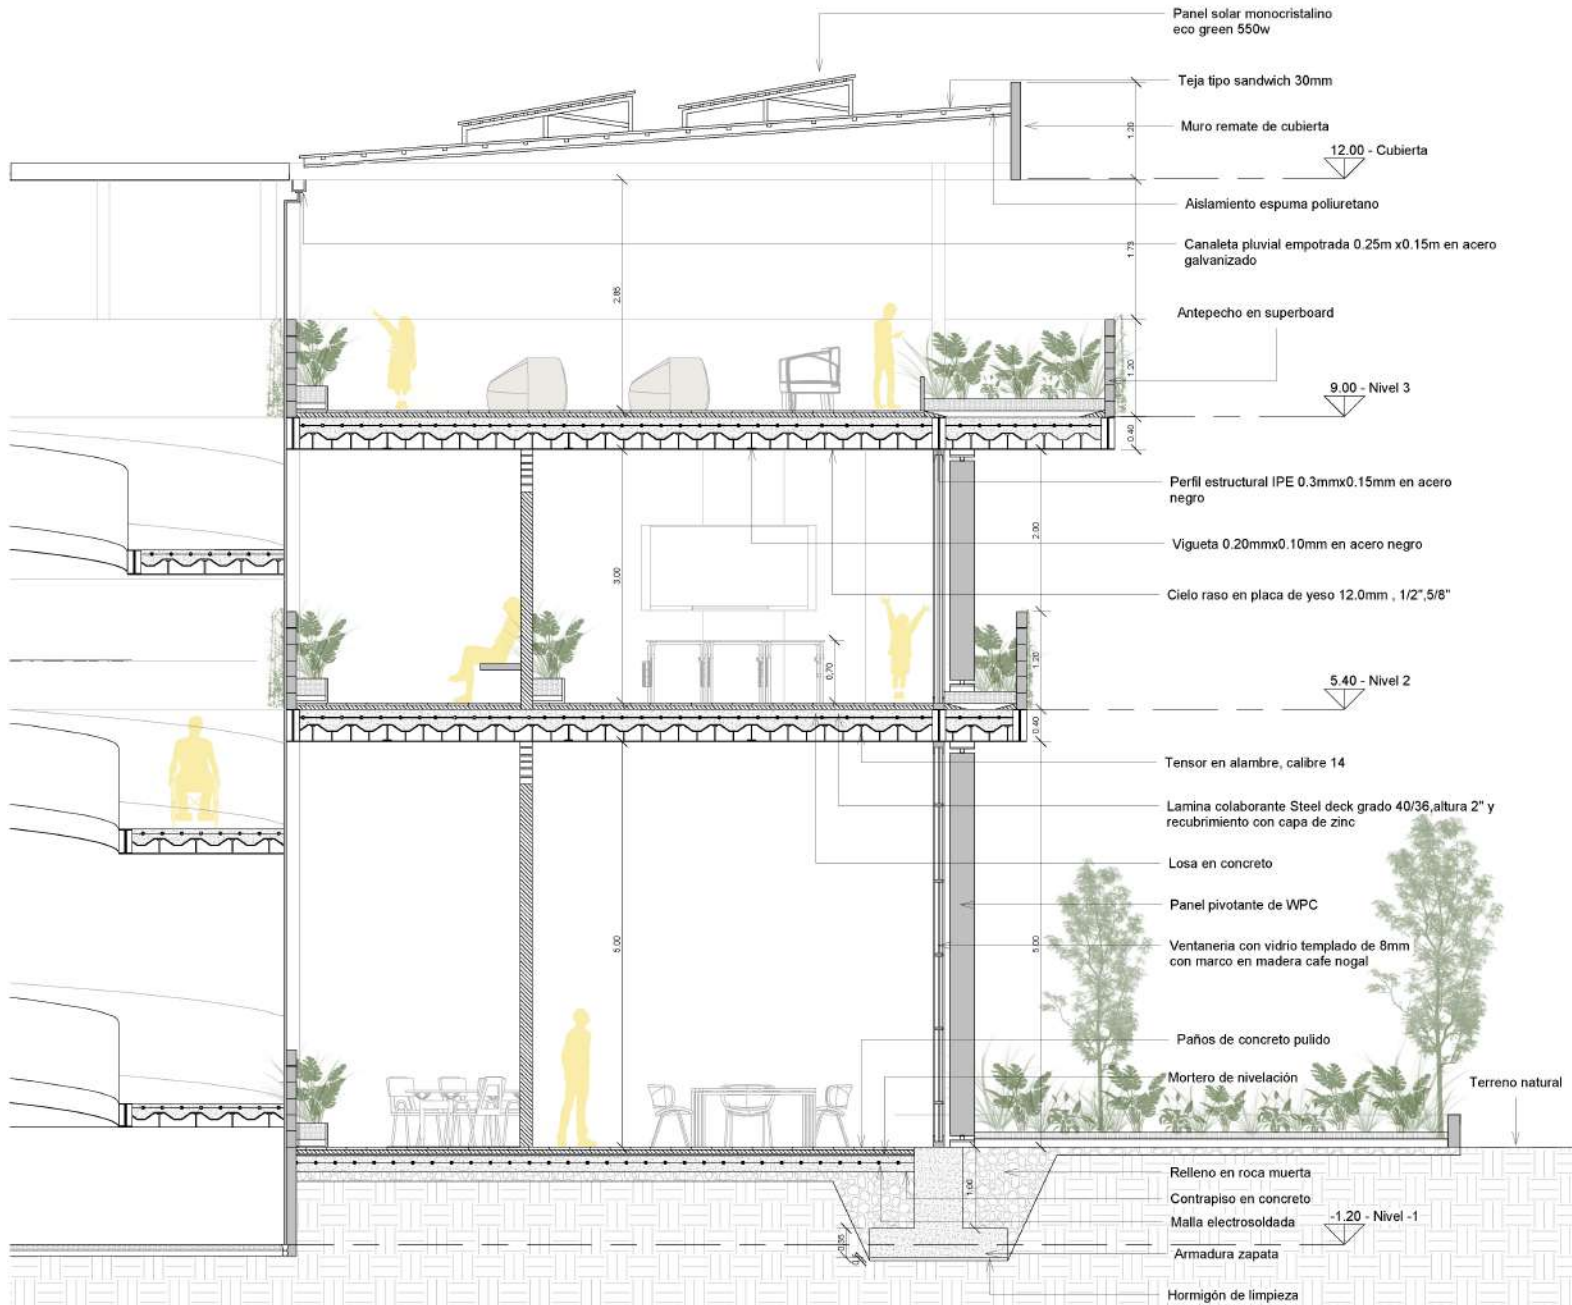 Panel solar monocristalino
eco green 550w
Teja tipo sandwich 30mm
1.20
Muro remate de cubierta
12.00 - Cubierta
Aislamiento espuma poliuretano
Canaleta pluvial empotrada 0.25m x0.15m en acero
galvanizado
1.73
2.85
Antepecho en superboard
1.20
9.00 - Nivel 3
0.40
Perfil estructural IPE 0.3mmx0.15mm en acero
negro
2.00
Vigueta 0.20mmx0.10mm en acero negro
3.00
Cielo raso en placa de yeso 12.0mm , 1/2",5/8"
1.20
0,70
5.40 - Nivel 2
0.40
Tensor en alambre, calibre 14
Lamina colaborante Steel deck grado 40/36,altura 2" y
recubrimiento con capa de zinc
Losa en concreto
Panel pivotante de WPC
5.00
5.00
Ventaneria con vidrio templado de 8mm
con marco en madera cafe nogal
Paños de concreto pulido
Mortero de nivelación
Terreno natural
Relleno en roca muerta
1.00
Contrapiso en concreto
Malla electrosoldada
-1.20 - Nivel -1
0.35
Armadura zapata
Hormigón de limpieza